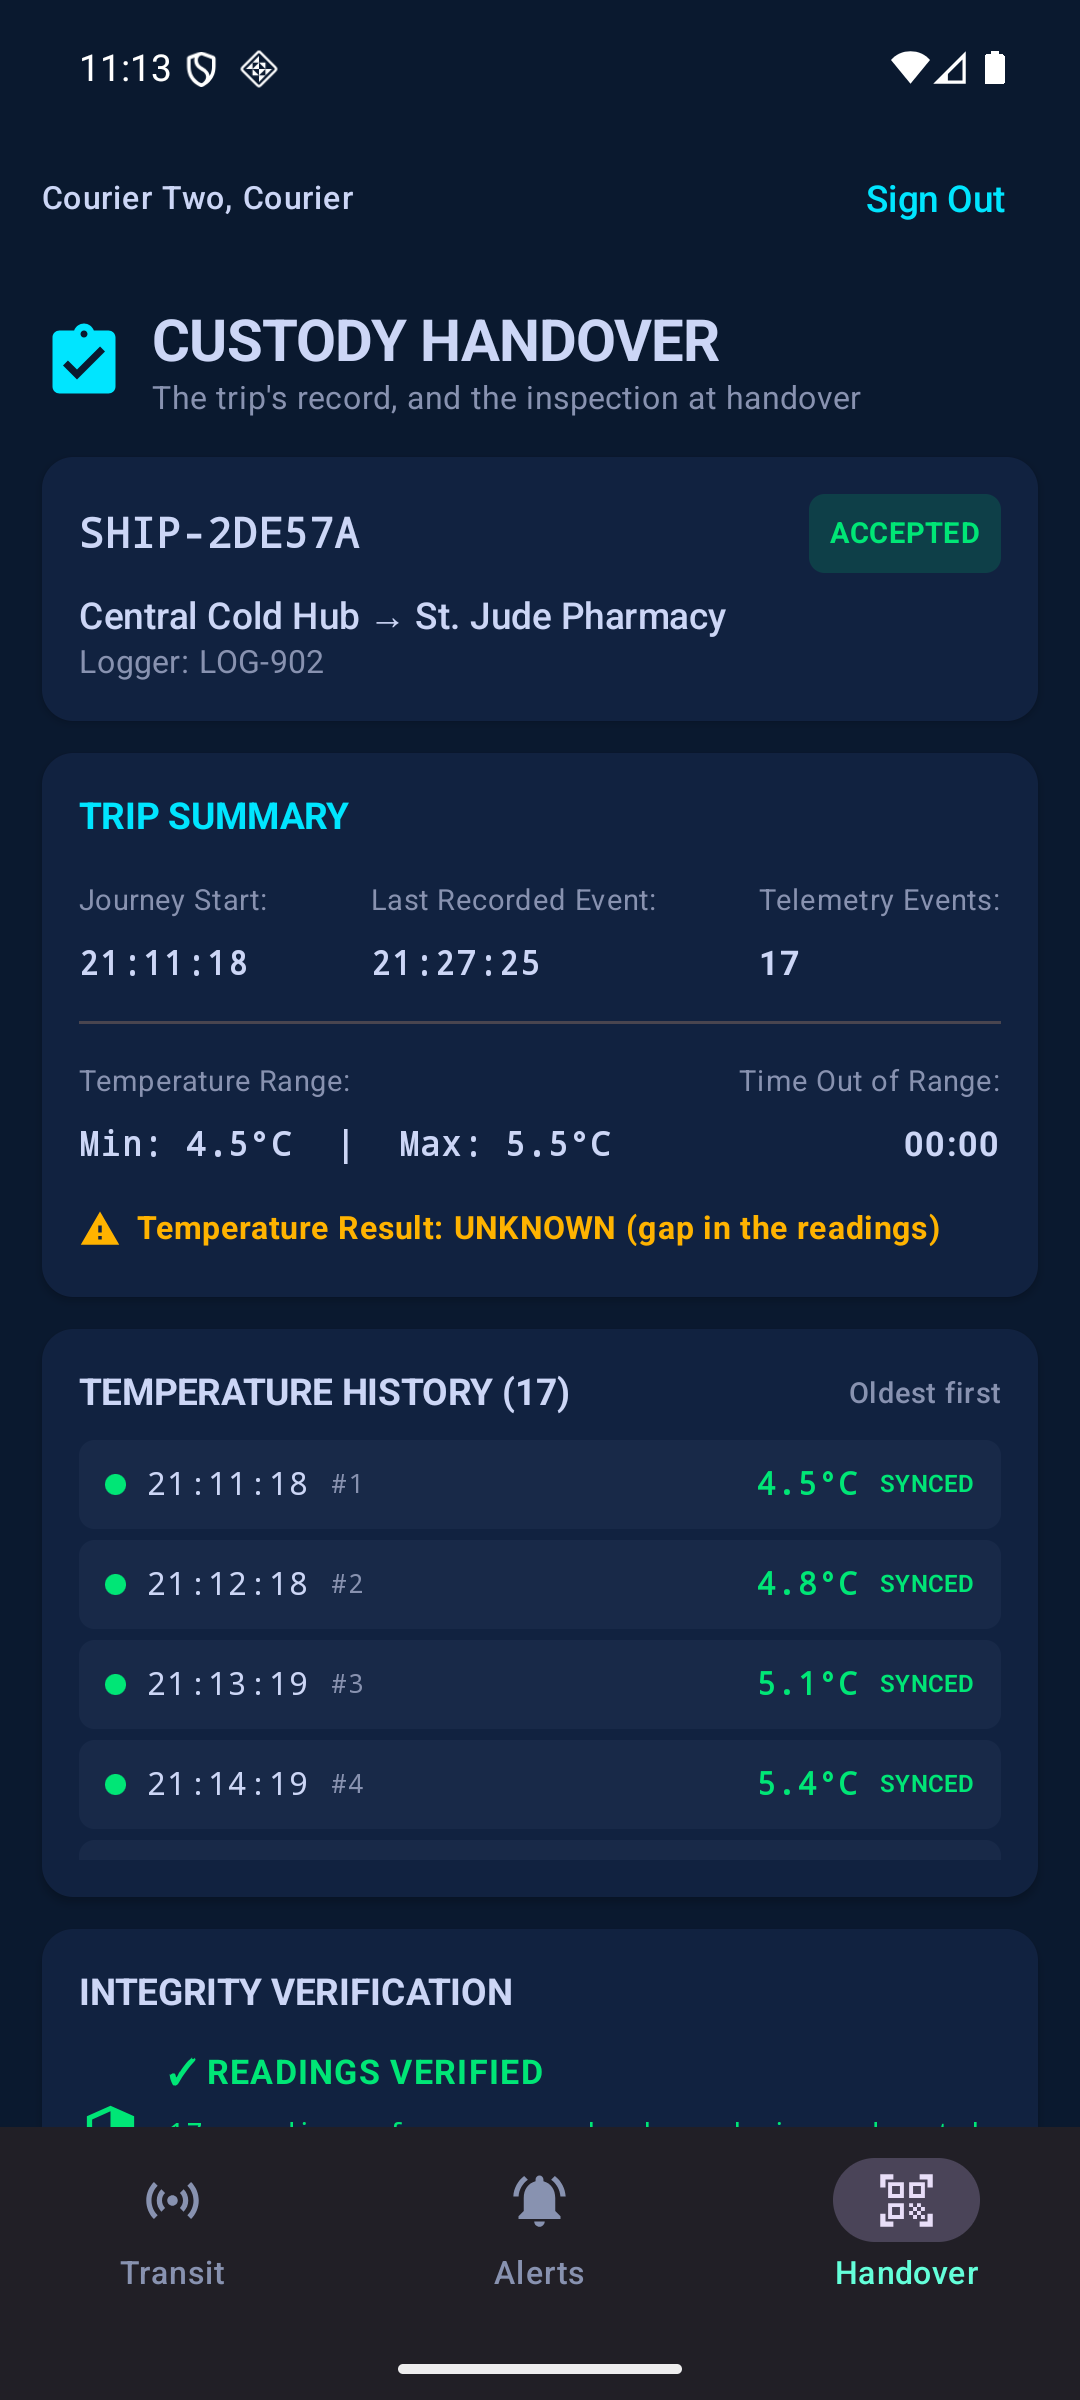 11:13
Courier Two, Courier
Sign Out
CUSTODY HANDOVER
The trip's record, and the inspection at handover
SHIP-2DE57A
ACCEPTED
Central Cold Hub → St. Jude Pharmacy
Logger: LOG-902
TRIP SUMMARY
Journey Start:
Last Recorded Event:
Telemetry Events:
21:11:18
21:27:25
17
Temperature Range:
Time Out of Range:
Min: 4.5°C | Max: 5.5°C
00:00
Temperature Result: UNKNOWN (gap in the readings)
TEMPERATURE HISTORY (17)
Oldest first
21:11:18 #1 4.5°C SYNCED
21:12:18 #2 4.8°C SYNCED
21:13:19 #3 5.1°C SYNCED
21:14:19 #4 5.4°C SYNCED
INTEGRITY VERIFICATION
✓ READINGS VERIFIED
Transit
Alerts
Handover